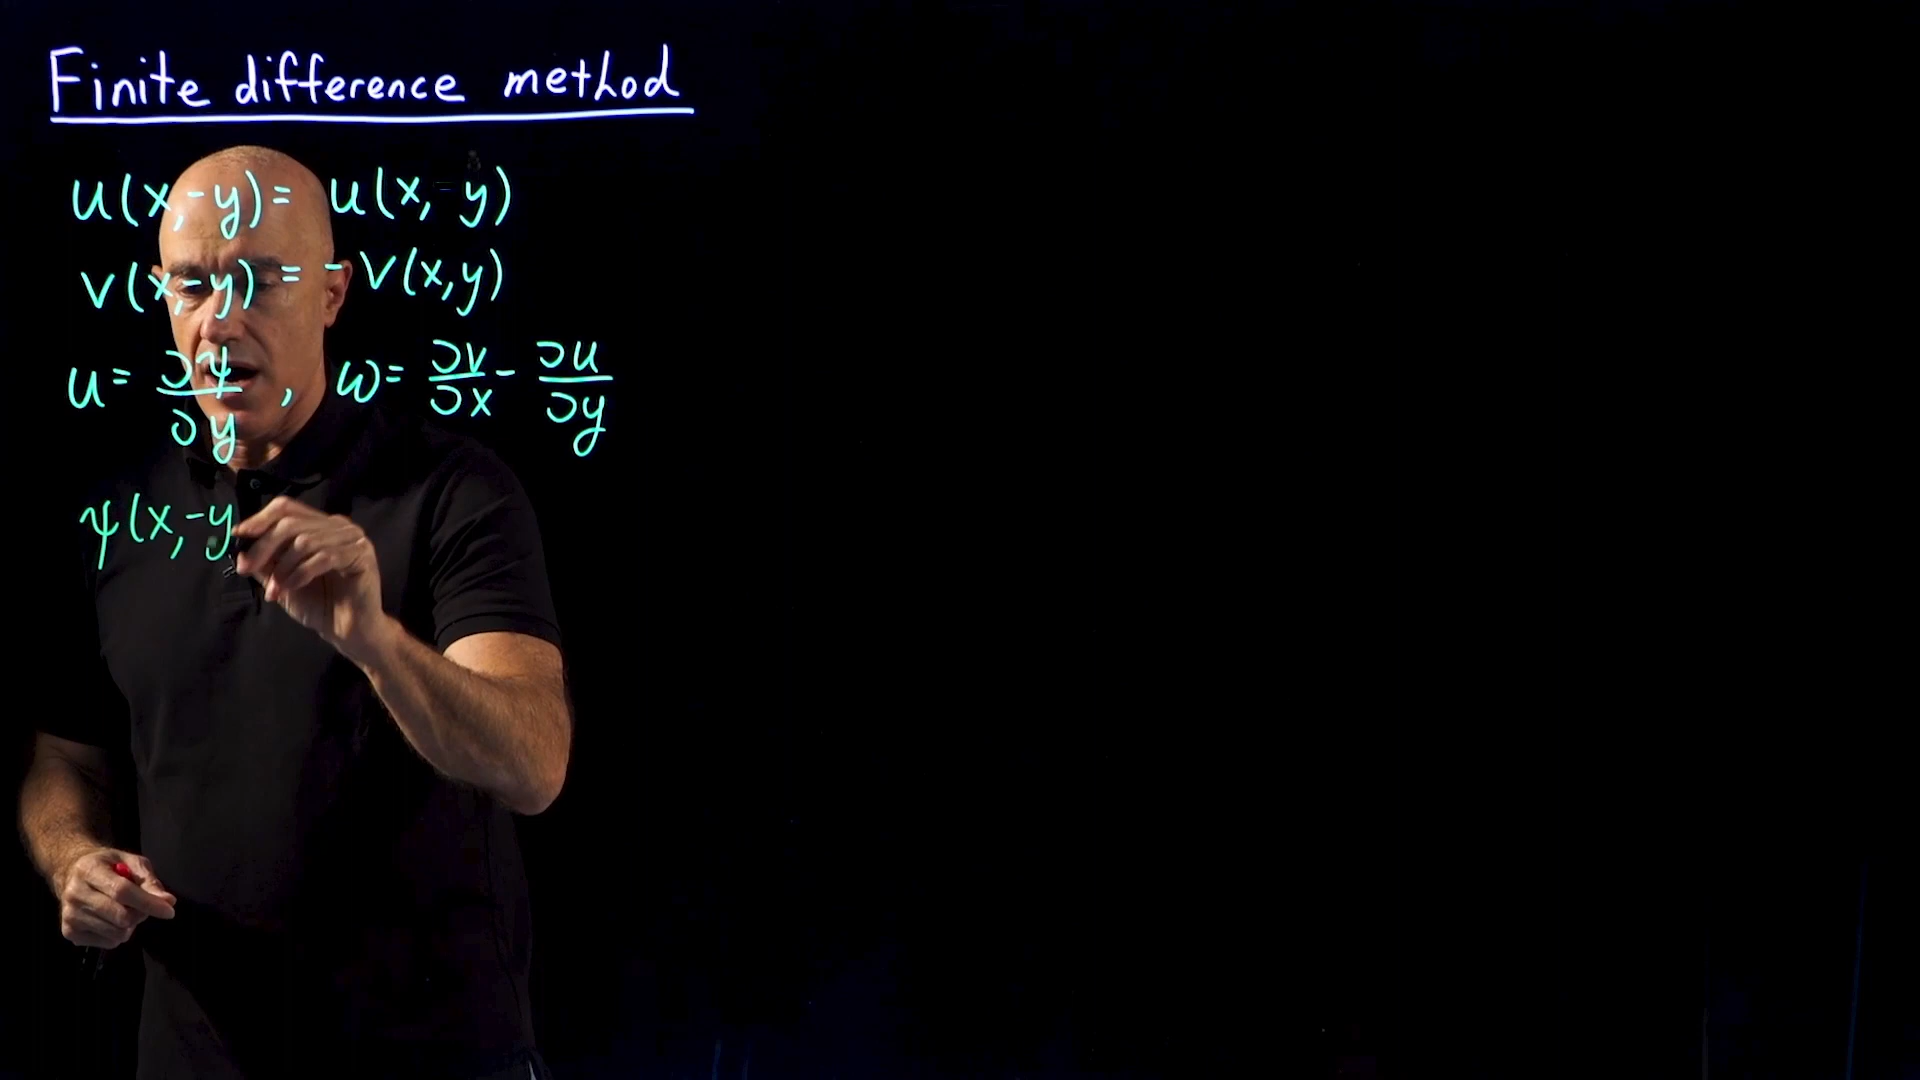 Finite difference method
u(x,-y)= u(x, y)
v(x,-y) = -v(x,y)
u= ∂ψ/∂y , ω= ∂v/∂x - ∂u/∂y
ψ(x,-y